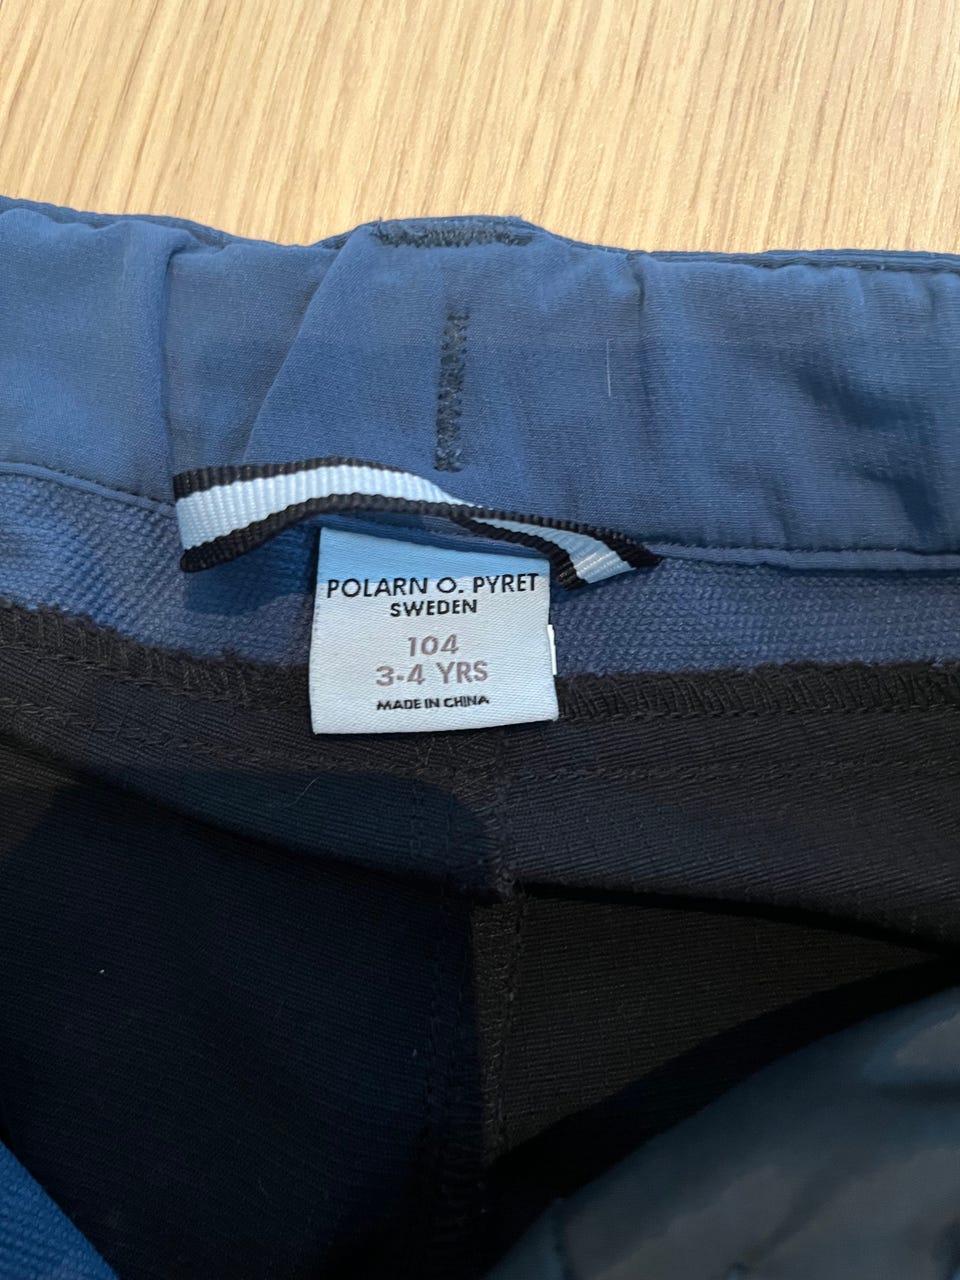 POLARN O. PYRET
SWEDEN
104
3-4 YRS
MADE IN CHINA